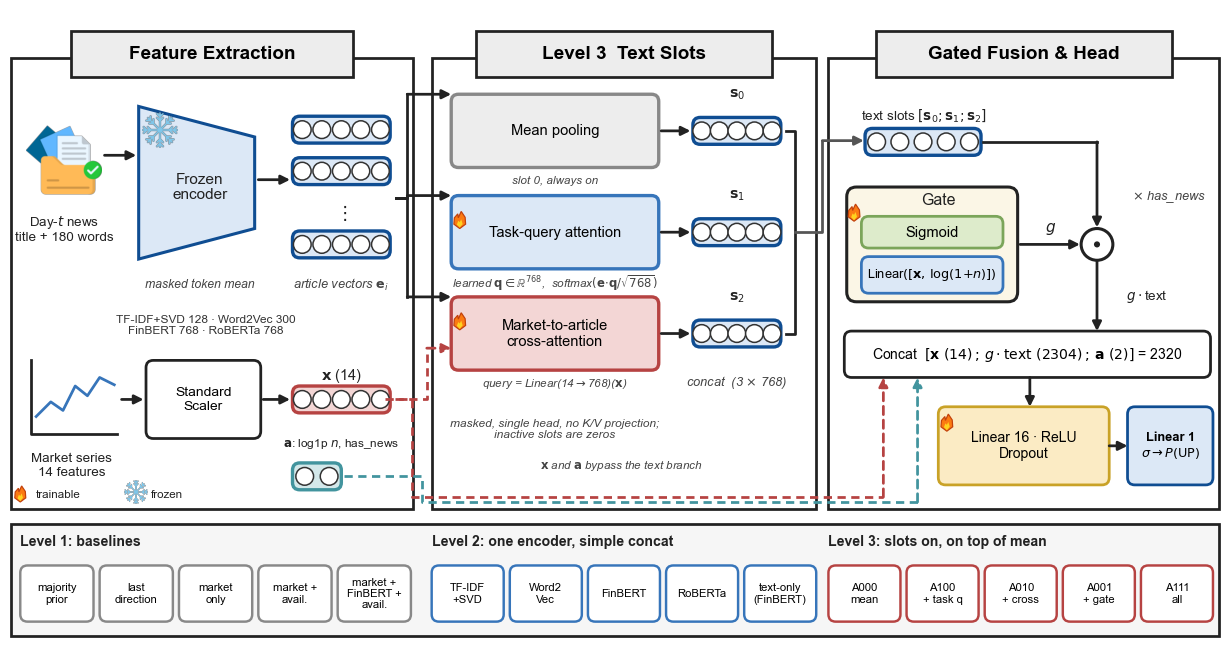 Feature Extraction
Day-t news
title + 180 words
Frozen
encoder
masked token mean
article vectors e_i
TF-IDF+SVD 128 · Word2Vec 300
FinBERT 768 · RoBERTa 768
Market series
14 features
Standard
Scaler
x (14)
a: log1p n, has_news
trainable
frozen
Level 3 Text Slots
Mean pooling
slot 0, always on
s₀
Task-query attention
learned q ∈ ℝ⁷⁶⁸, softmax(e·q/√768)
s₁
Market-to-article
cross-attention
query = Linear(14→768)(x)
s₂
concat (3 × 768)
masked, single head, no K/V projection;
inactive slots are zeros
x and a bypass the text branch
Gated Fusion & Head
text slots [s₀; s₁; s₂]
Gate
Sigmoid
Linear([x, log(1+n)])
g
× has_news
g · text
Concat [x (14) ; g · text (2304) ; a (2)] = 2320
Linear 16 · ReLU
Dropout
Linear 1
σ → P(UP)
Level 1: baselines
majority
prior
last
direction
market
only
market +
avail.
market +
FinBERT +
avail.
Level 2: one encoder, simple concat
TF-IDF
+SVD
Word2
Vec
FinBERT
RoBERTa
text-only
(FinBERT)
Level 3: slots on, on top of mean
A000
mean
A100
+ task q
A010
+ cross
A001
+ gate
A111
all